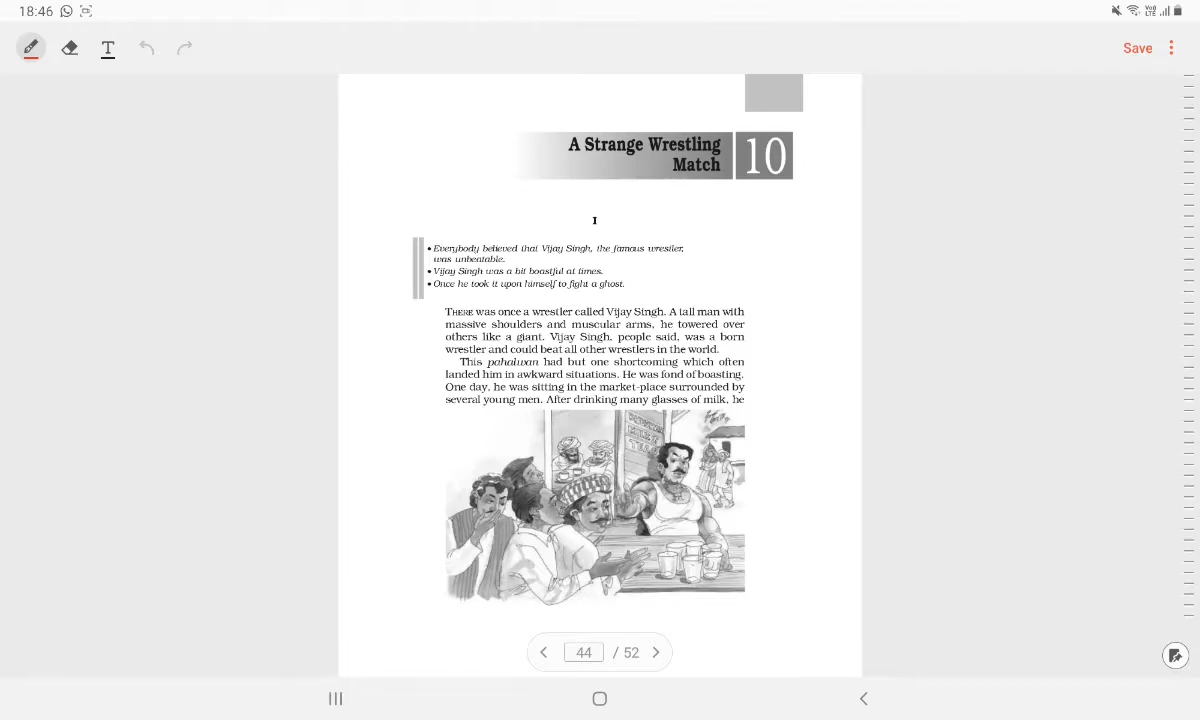 18:46
Vo))
LTE
T
Save
A Strange Wrestling
Match
10
I
• Everybody believed that Vijay Singh, the famous wrestler,
was unbeatable.
• Vijay Singh was a bit boastful at times.
• Once he took it upon himself to fight a ghost.
THERE was once a wrestler called Vijay Singh. A tall man with
massive shoulders and muscular arms, he towered over
others like a giant. Vijay Singh, people said, was a born
wrestler and could beat all other wrestlers in the world.
This pahalwan had but one shortcoming which often
landed him in awkward situations. He was fond of boasting.
One day, he was sitting in the market-place surrounded by
several young men. After drinking many glasses of milk, he
44 / 52